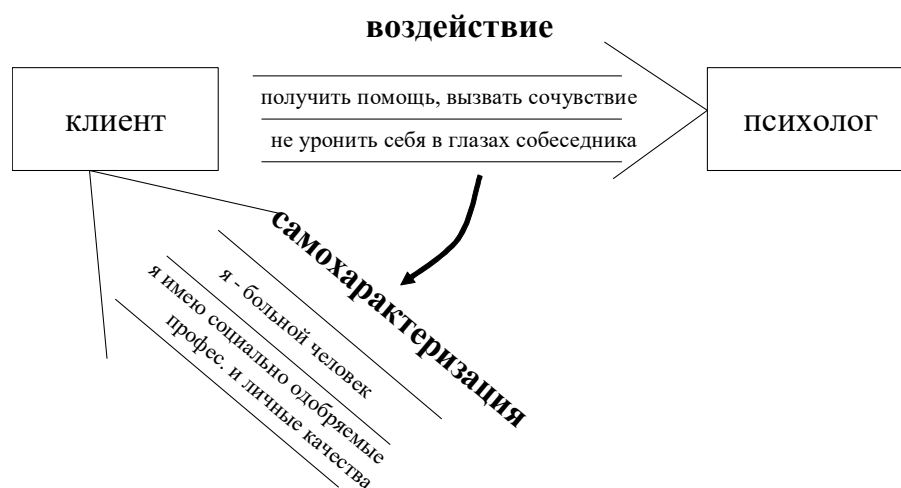 воздействие
клиент
получить помощь, вызвать сочувствие
не уронить себя в глазах собеседника
психолог
самохарактеризация
я - больной человек
я имею социально одобряемые
профес. и личные качества